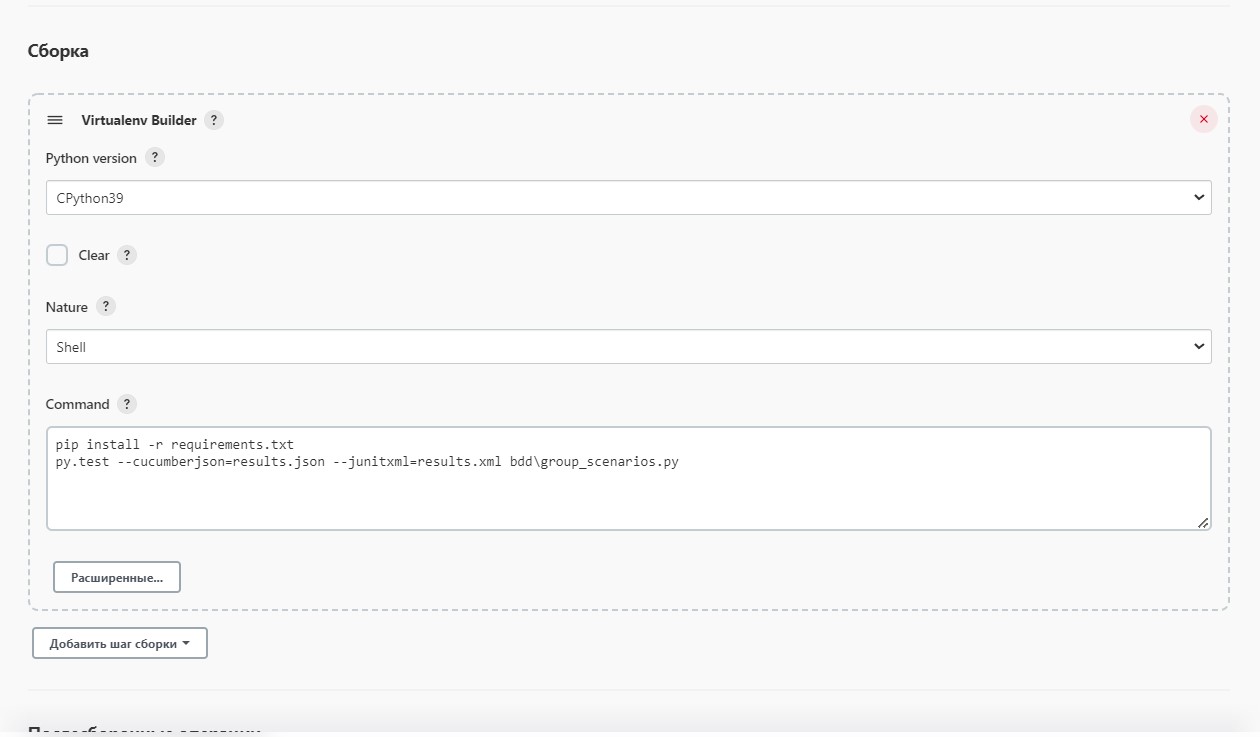 Сборка
Virtualenv Builder ?
Python version ?
CPython39
Clear ?
Nature ?
Shell
Command ?
pip install -r requirements.txt
py.test --cucumberjson=results.json --junitxml=results.xml bdd\group_scenarios.py
Расширенные...
Добавить шаг сборки